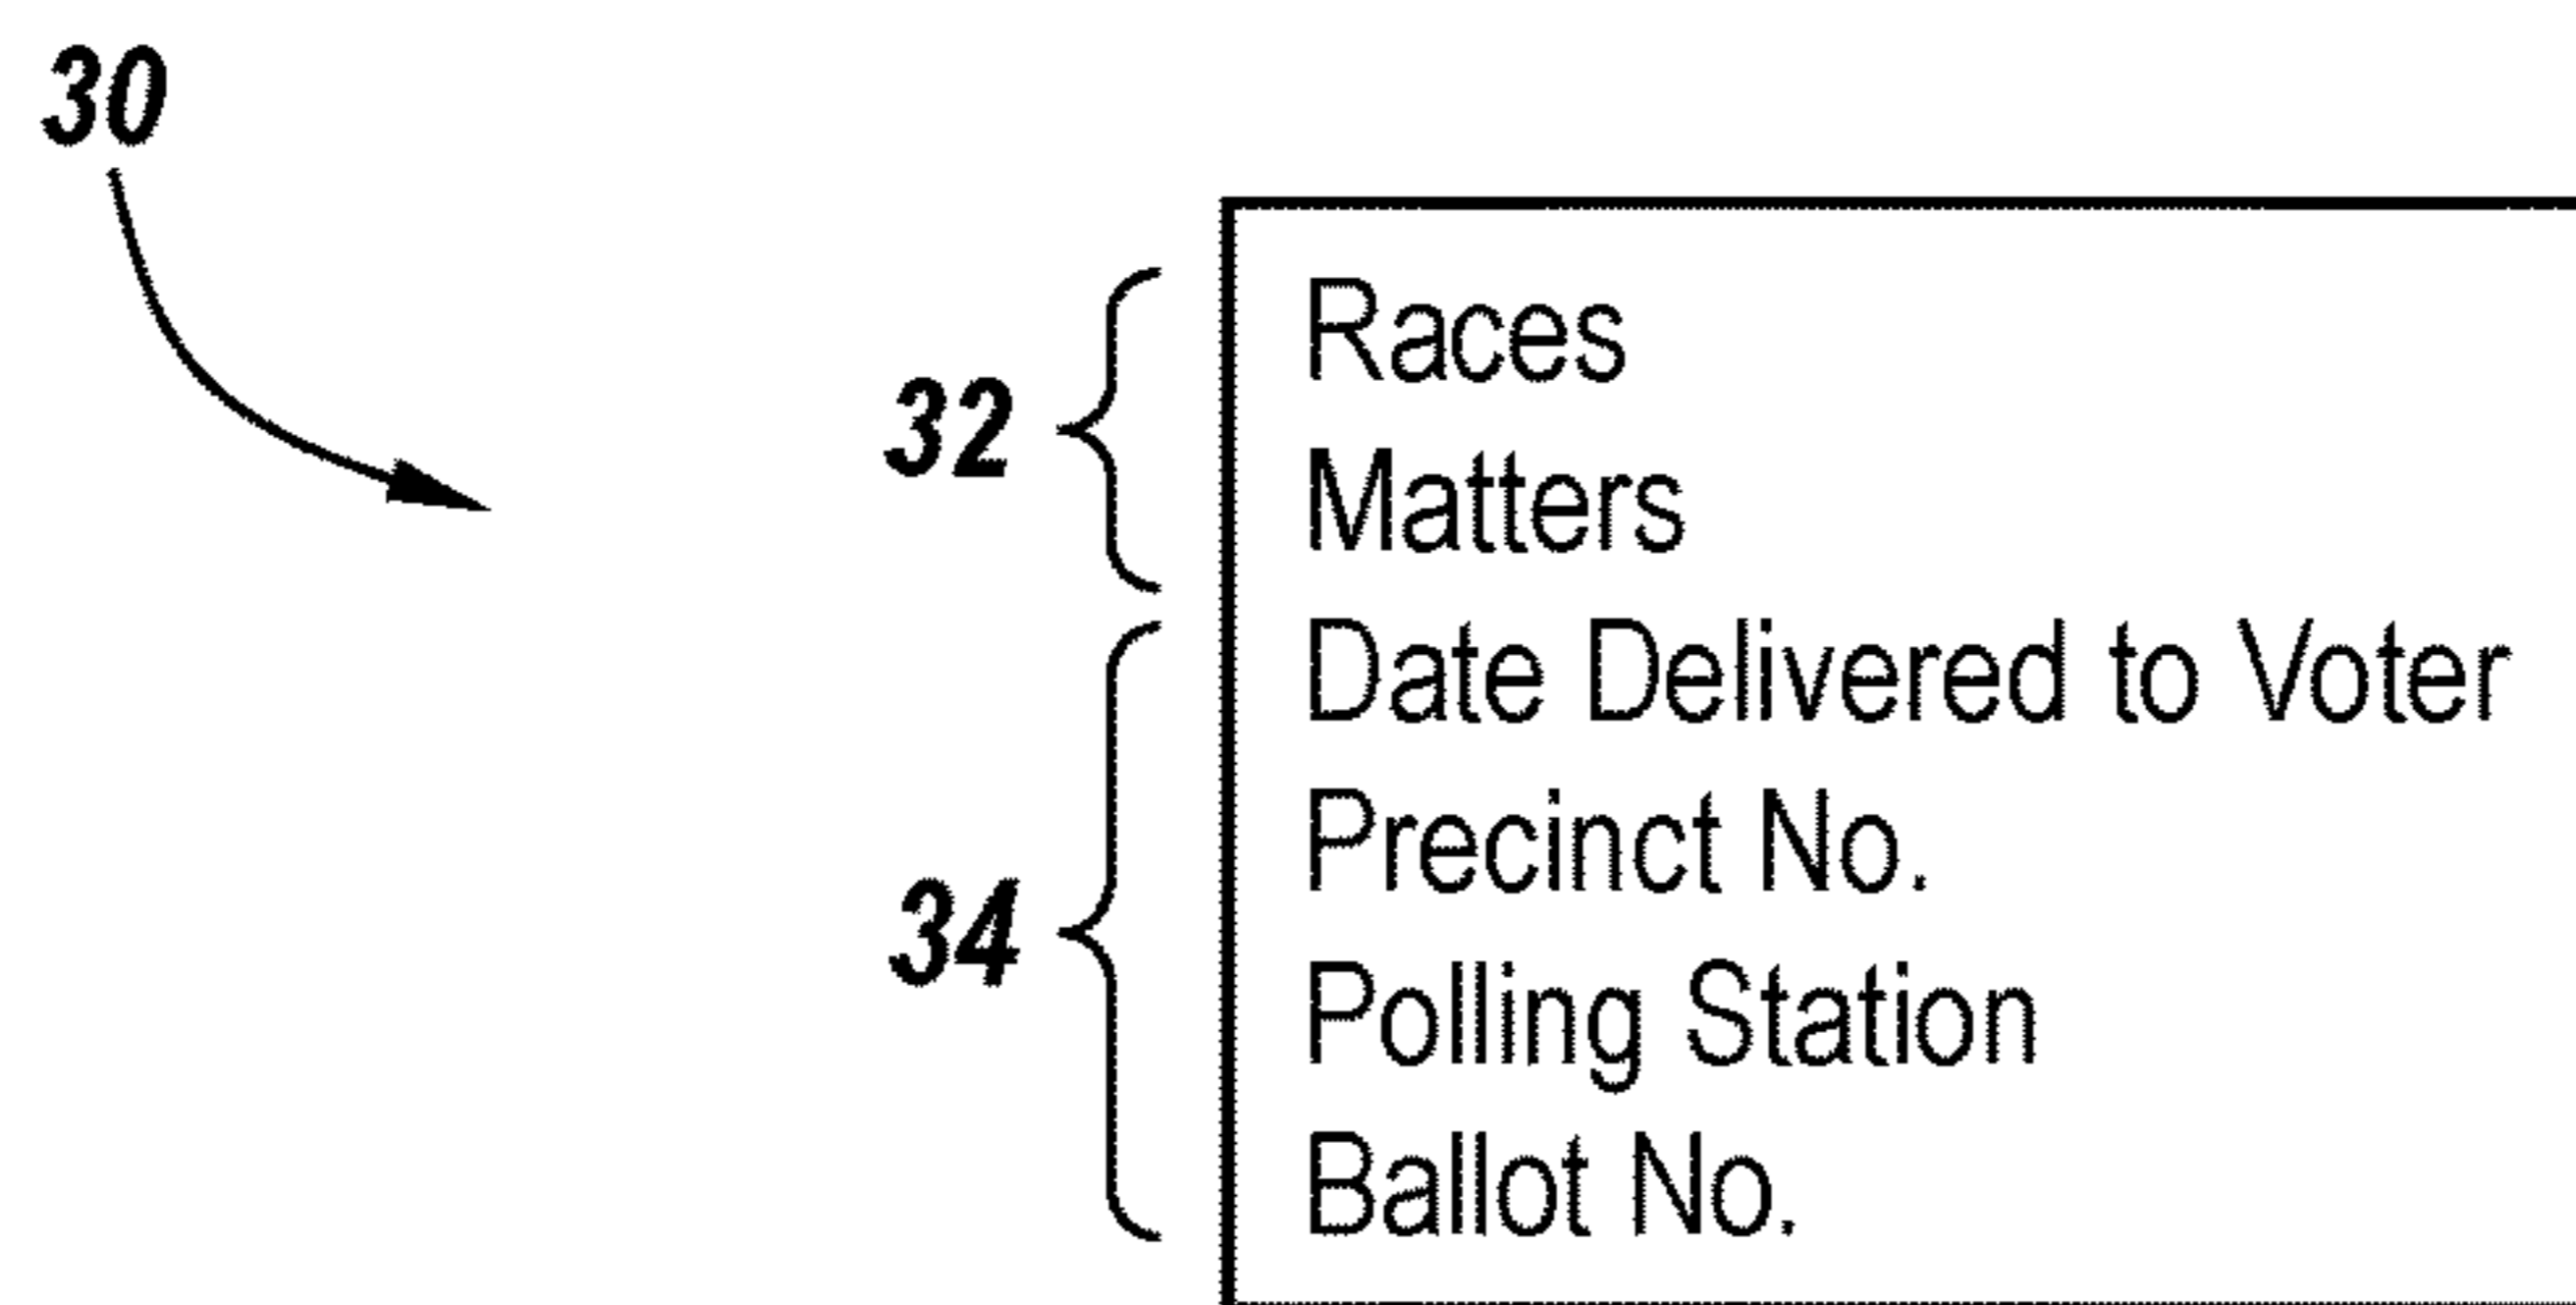 30
32
Races
Matters
34
Date Delivered to Voter
Precinct No.
Polling Station
Ballot No.